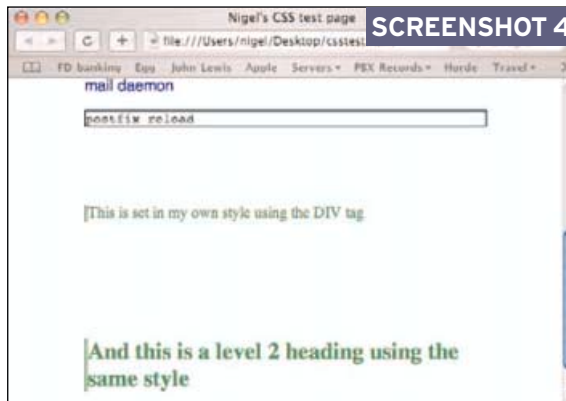 Nigel's CSS test page
SCREENSHOT 4
file:///Users/nigel/Desktop/csstest
FD banking Egg John Lewis Apple Servers PBX Records Horde Travel
mail daemon
postfix reload
This is set in my own style using the DIV tag
And this is a level 2 heading using the
same style